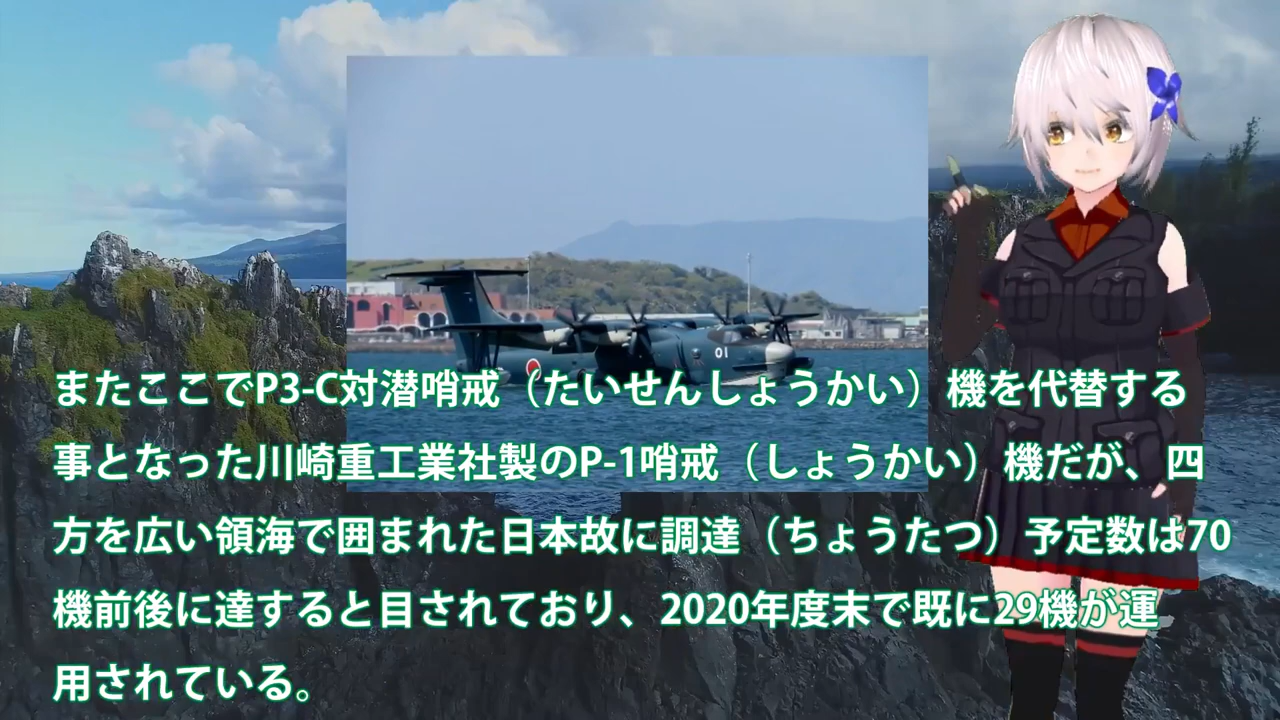 01
またここでP3-C対潜哨戒（たいせんしょうかい）機を代替する
事となった川崎重工業社製のP-1哨戒（しょうかい）機だが、四
方を広い領海で囲まれた日本故に調達（ちょうたつ）予定数は70
機前後に達すると目されており、2020年度末で既に29機が運
用されている。